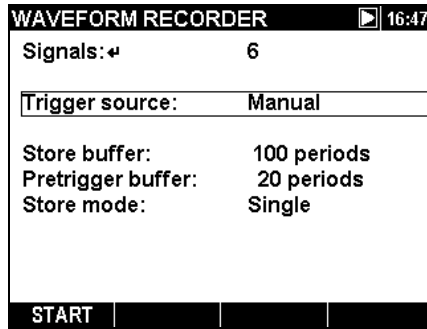 WAVEFORM RECORDER 16:47
Signals:↵ 6
Trigger source: Manual
Store buffer: 100 periods
Pretrigger buffer: 20 periods
Store mode: Single
START